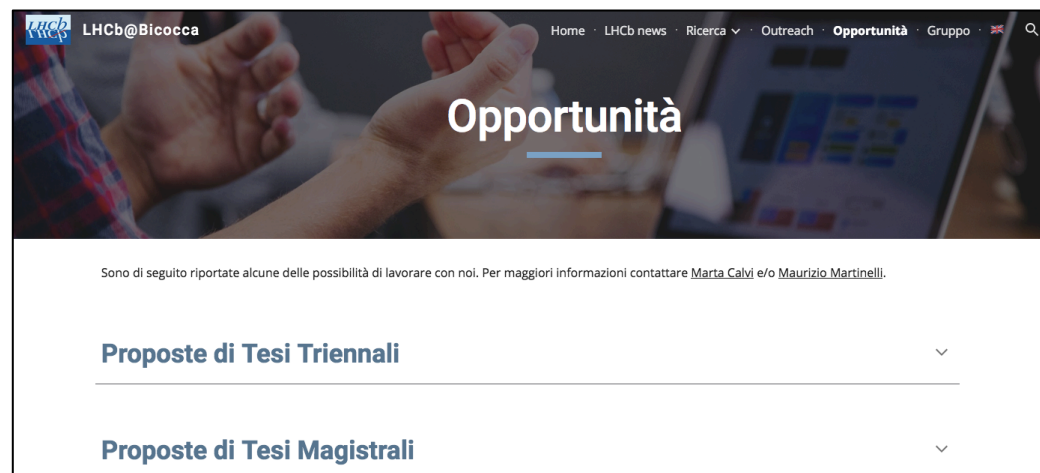 LHCb
LHCb@Bicocca
Home · LHCb news · Ricerca · Outreach · Opportunità · Gruppo ·
Opportunità
Sono di seguito riportate alcune delle possibilità di lavorare con noi. Per maggiori informazioni contattare Marta Calvi e/o Maurizio Martinelli.
Proposte di Tesi Triennali
Proposte di Tesi Magistrali